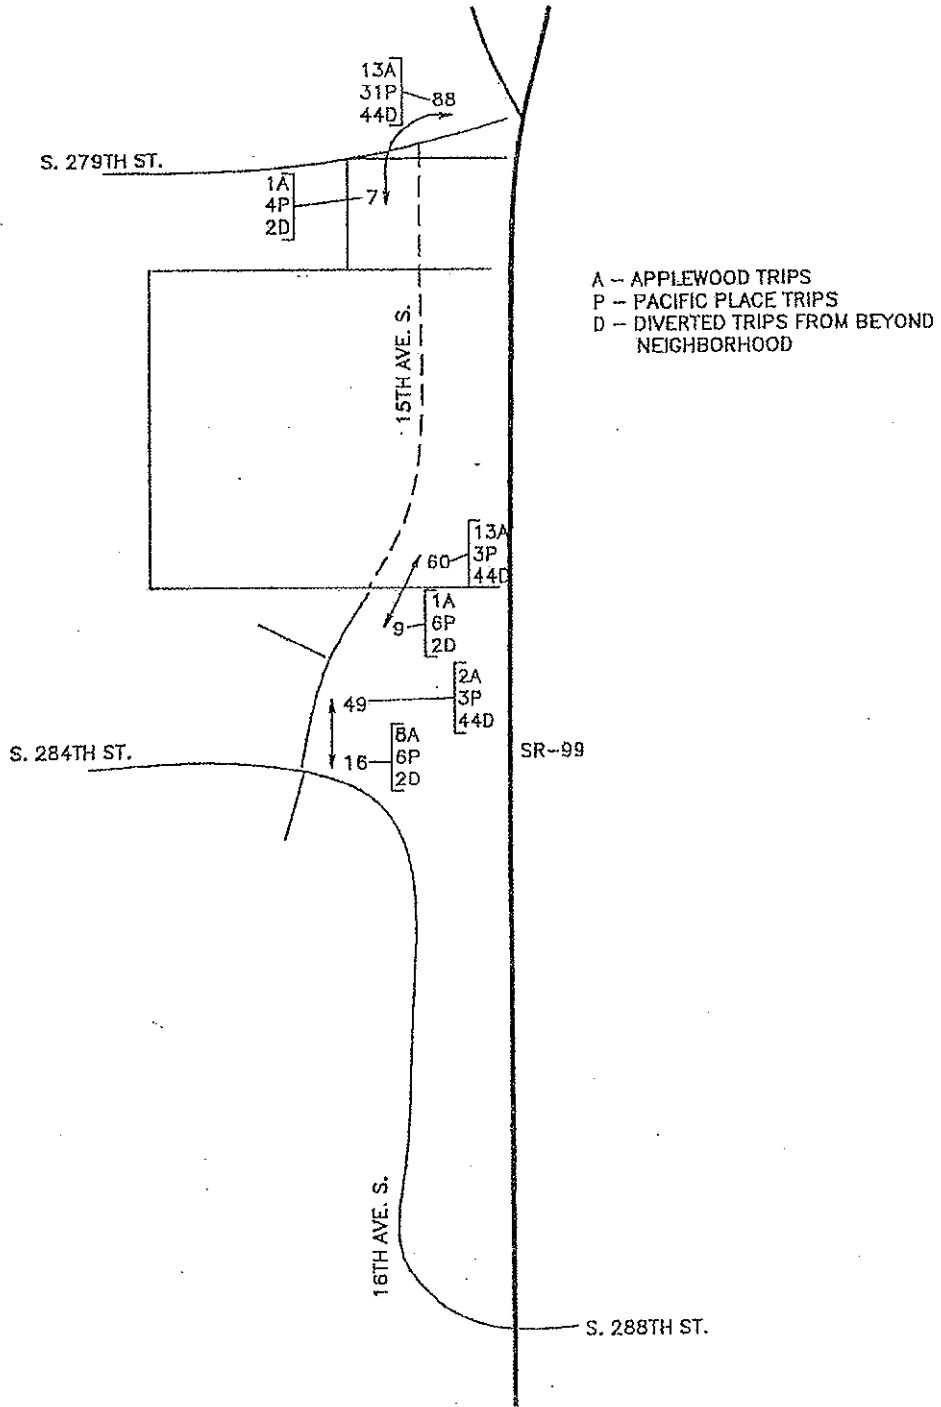 13A
31P
44D
88
S. 279TH ST.
1A
4P
2D
7
A – APPLEWOOD TRIPS
P – PACIFIC PLACE TRIPS
D – DIVERTED TRIPS FROM BEYOND
NEIGHBORHOOD
15TH AVE. S.
60
13A
3P
44D
9
1A
6P
2D
49
2A
3P
44D
S. 284TH ST.
16
8A
6P
2D
SR-99
16TH AVE. S.
S. 288TH ST.